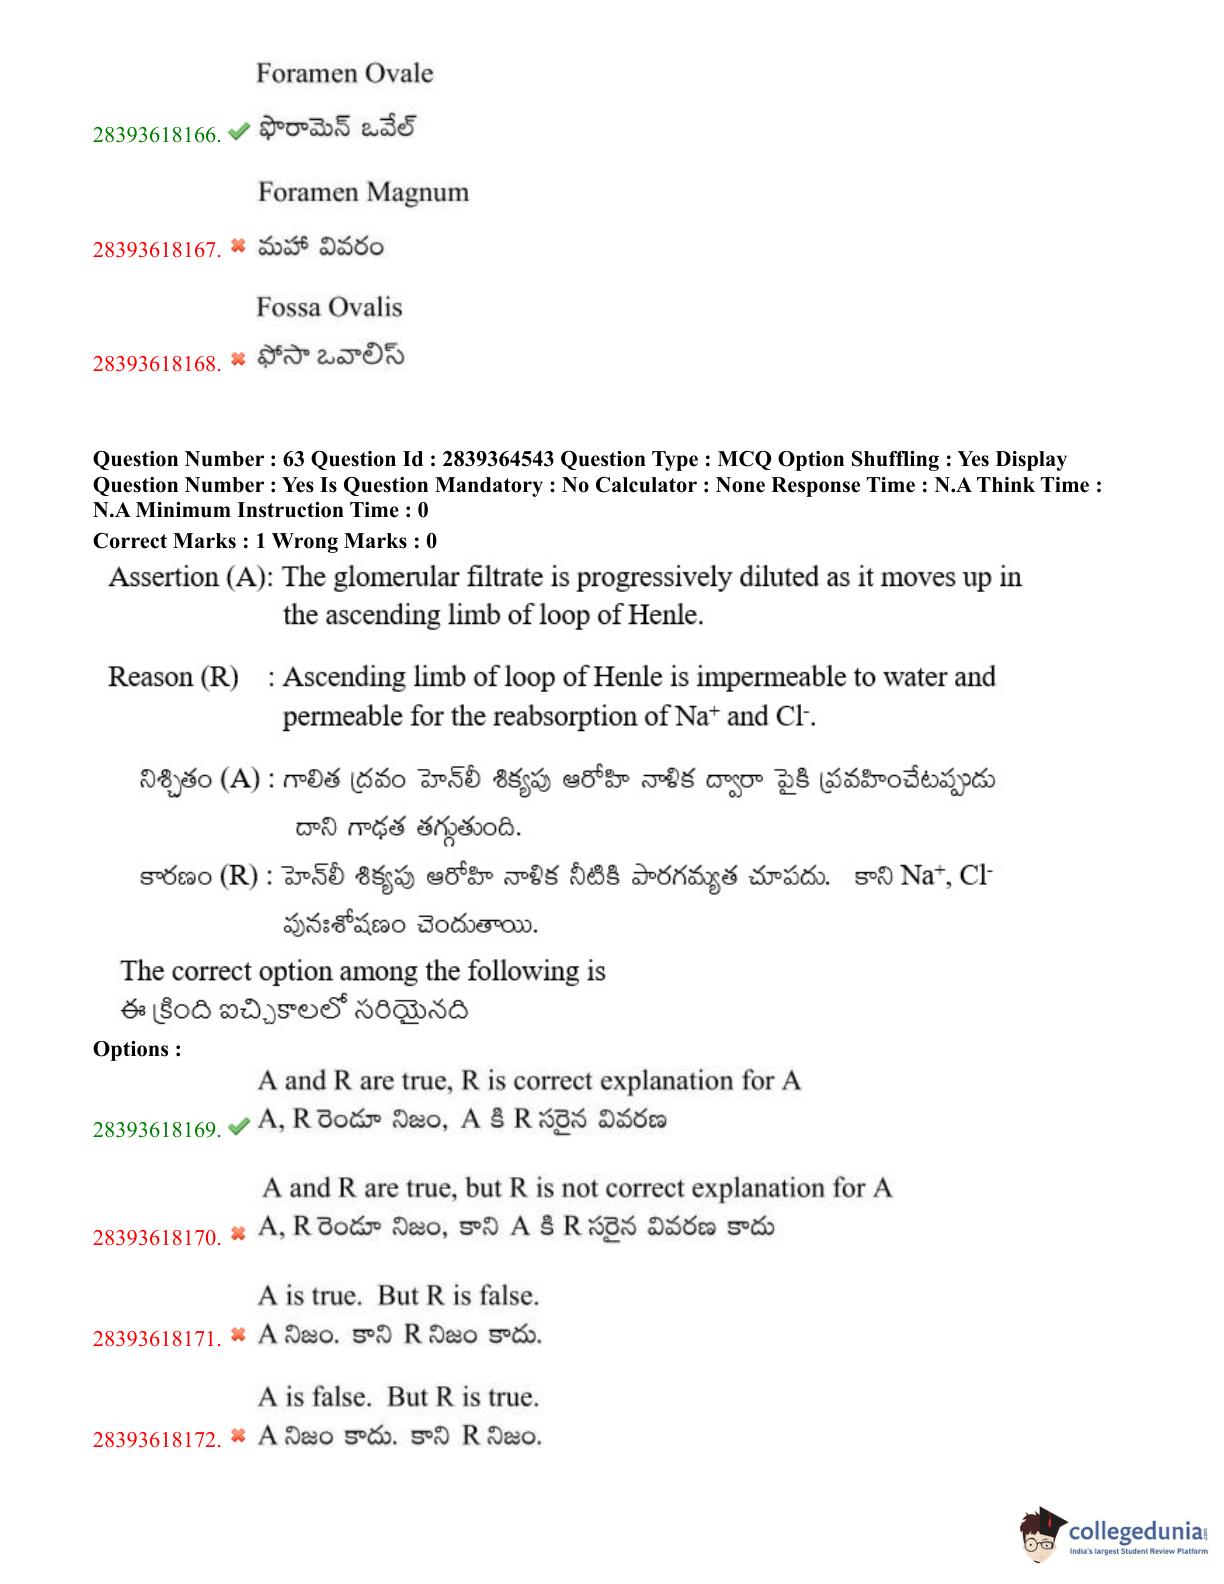 Foramen Ovale
28393618166. ఫొరామెన్ ఒవేల్
Foramen Magnum
28393618167. మహా వివరం
Fossa Ovalis
28393618168. ఫోసా ఒవాలిస్
Question Number : 63 Question Id : 2839364543 Question Type : MCQ Option Shuffling : Yes Display
Question Number : Yes Is Question Mandatory : No Calculator : None Response Time : N.A Think Time :
N.A Minimum Instruction Time : 0
Correct Marks : 1 Wrong Marks : 0
Assertion (A): The glomerular filtrate is progressively diluted as it moves up in
the ascending limb of loop of Henle.
Reason (R) : Ascending limb of loop of Henle is impermeable to water and
permeable for the reabsorption of Na⁺ and Cl⁻.
నిశ్చితం (A) : గాలిత ద్రవం హెన్‌లీ శిక్యపు ఆరోహి నాళిక ద్వారా పైకి ప్రవహించేటప్పుడు
దాని గాఢత తగ్గుతుంది.
కారణం (R) : హెన్‌లీ శిక్యపు ఆరోహి నాళిక నీటికి పారగమ్యత చూపదు. కాని Na⁺, Cl⁻
పునఃశోషణం చెందుతాయి.
The correct option among the following is
ఈ క్రింది ఐచ్ఛికాలలో సరియైనది
Options :
A and R are true, R is correct explanation for A
28393618169. A, R రెండూ నిజం, A కి R సరైన వివరణ
A and R are true, but R is not correct explanation for A
28393618170. A, R రెండూ నిజం, కాని A కి R సరైన వివరణ కాదు
A is true. But R is false.
28393618171. A నిజం. కాని R నిజం కాదు.
A is false. But R is true.
28393618172. A నిజం కాదు. కాని R నిజం.
collegedunia.com
India's largest Student Review Platform